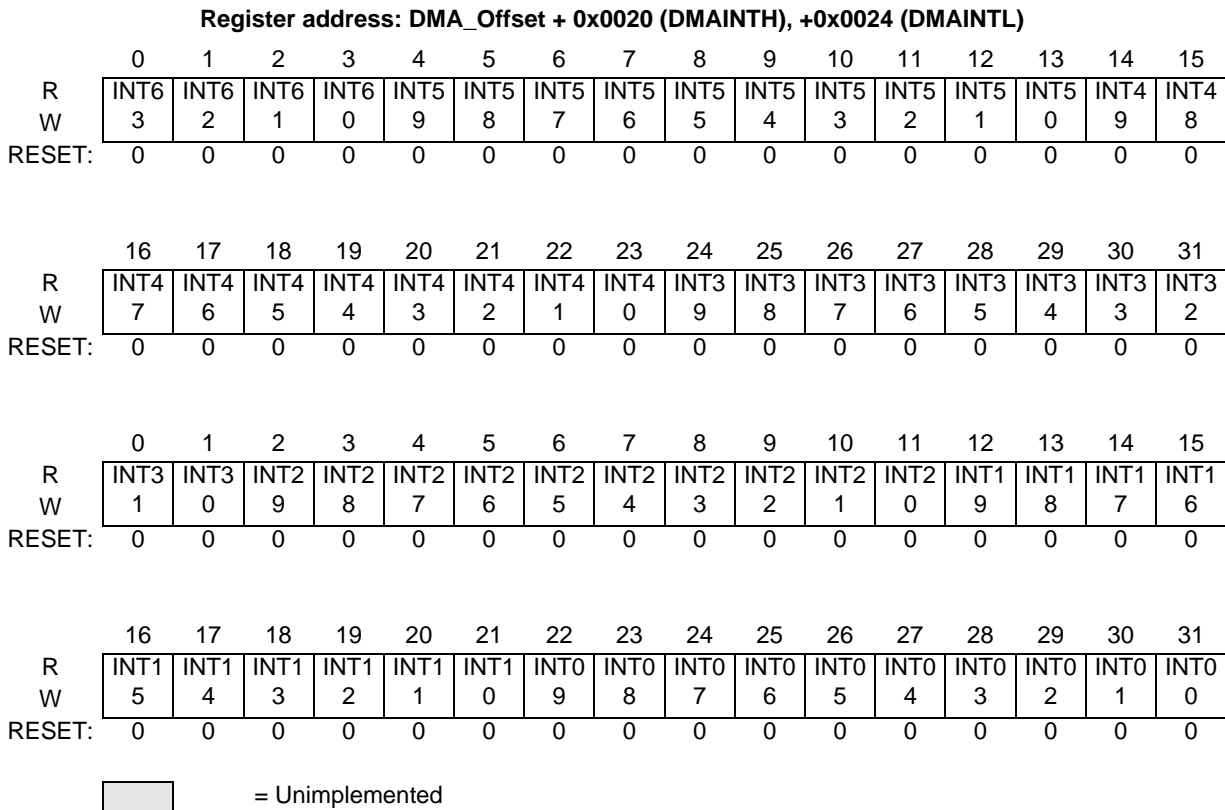 Register address: DMA_Offset + 0x0020 (DMAINTH), +0x0024 (DMAINTL)
0 1 2 3 4 5 6 7 8 9 10 11 12 13 14 15
R INT6 INT6 INT6 INT6 INT5 INT5 INT5 INT5 INT5 INT5 INT5 INT5 INT5 INT5 INT4 INT4
W 3 2 1 0 9 8 7 6 5 4 3 2 1 0 9 8
RESET: 0 0 0 0 0 0 0 0 0 0 0 0 0 0 0 0
16 17 18 19 20 21 22 23 24 25 26 27 28 29 30 31
R INT4 INT4 INT4 INT4 INT4 INT4 INT4 INT4 INT3 INT3 INT3 INT3 INT3 INT3 INT3 INT3
W 7 6 5 4 3 2 1 0 9 8 7 6 5 4 3 2
RESET: 0 0 0 0 0 0 0 0 0 0 0 0 0 0 0 0
0 1 2 3 4 5 6 7 8 9 10 11 12 13 14 15
R INT3 INT3 INT2 INT2 INT2 INT2 INT2 INT2 INT2 INT2 INT2 INT2 INT1 INT1 INT1 INT1
W 1 0 9 8 7 6 5 4 3 2 1 0 9 8 7 6
RESET: 0 0 0 0 0 0 0 0 0 0 0 0 0 0 0 0
16 17 18 19 20 21 22 23 24 25 26 27 28 29 30 31
R INT1 INT1 INT1 INT1 INT1 INT1 INT0 INT0 INT0 INT0 INT0 INT0 INT0 INT0 INT0 INT0
W 5 4 3 2 1 0 9 8 7 6 5 4 3 2 1 0
RESET: 0 0 0 0 0 0 0 0 0 0 0 0 0 0 0 0
= Unimplemented